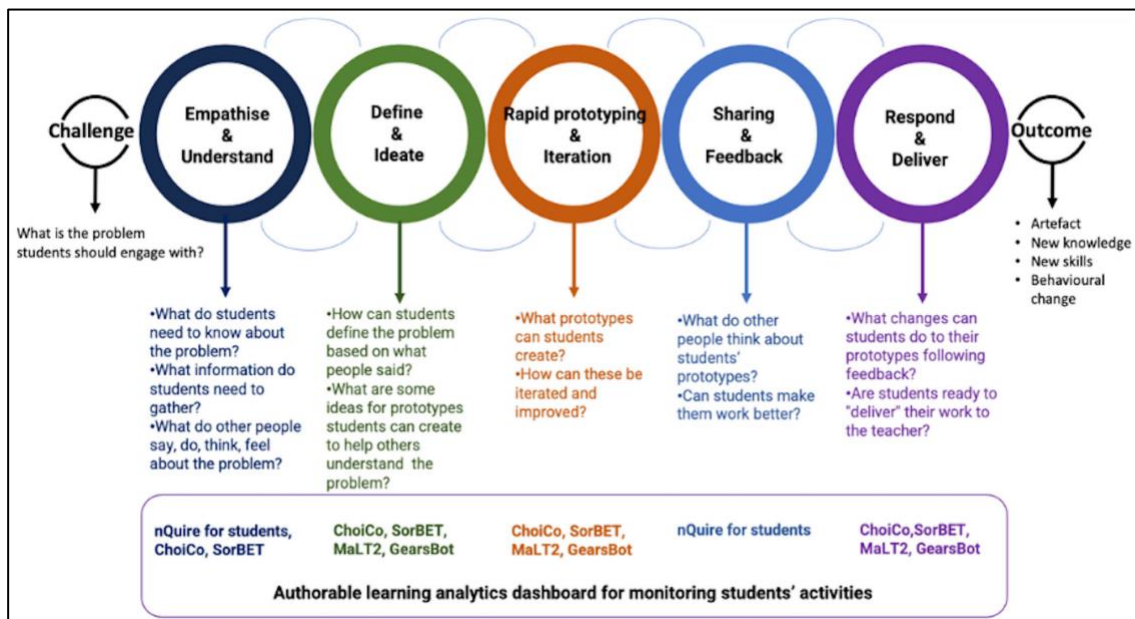 Challenge
What is the problem
students should engage with?
Empathise
&
Understand
Define
&
Ideate
Rapid prototyping
&
Iteration
Sharing
&
Feedback
Respond
&
Deliver
Outcome
• Artefact
• New knowledge
• New skills
• Behavioural
change
•What do students
need to know about
the problem?
•What information do
students need to
gather?
•What do other people
say, do, think, feel
about the problem?
•How can students
define the problem
based on what
people said?
•What are some
ideas for prototypes
students can create
to help others
understand the
problem?
•What prototypes
can students
create?
•How can these be
iterated and
improved?
•What do other
people think about
students'
prototypes?
•Can students make
them work better?
•What changes can
students do to their
prototypes following
feedback?
•Are students ready to
"deliver" their work to
the teacher?
nQuire for students,
ChoiCo, SorBET
ChoiCo, SorBET,
MaLT2, GearsBot
ChoiCo, SorBET,
MaLT2, GearsBot
nQuire for students
ChoiCo,SorBET,
MaLT2, GearsBot
Authorable learning analytics dashboard for monitoring students' activities